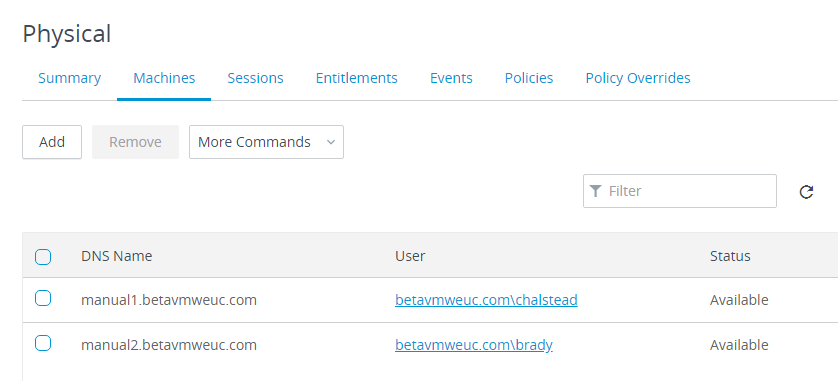 Physical
Summary Machines Sessions Entitlements Events Policies Policy Overrides
Add Remove More Commands
Filter
DNS Name User Status
manual1.betavmweuc.com betavmweuc.com\chalstead Available
manual2.betavmweuc.com betavmweuc.com\brady Available